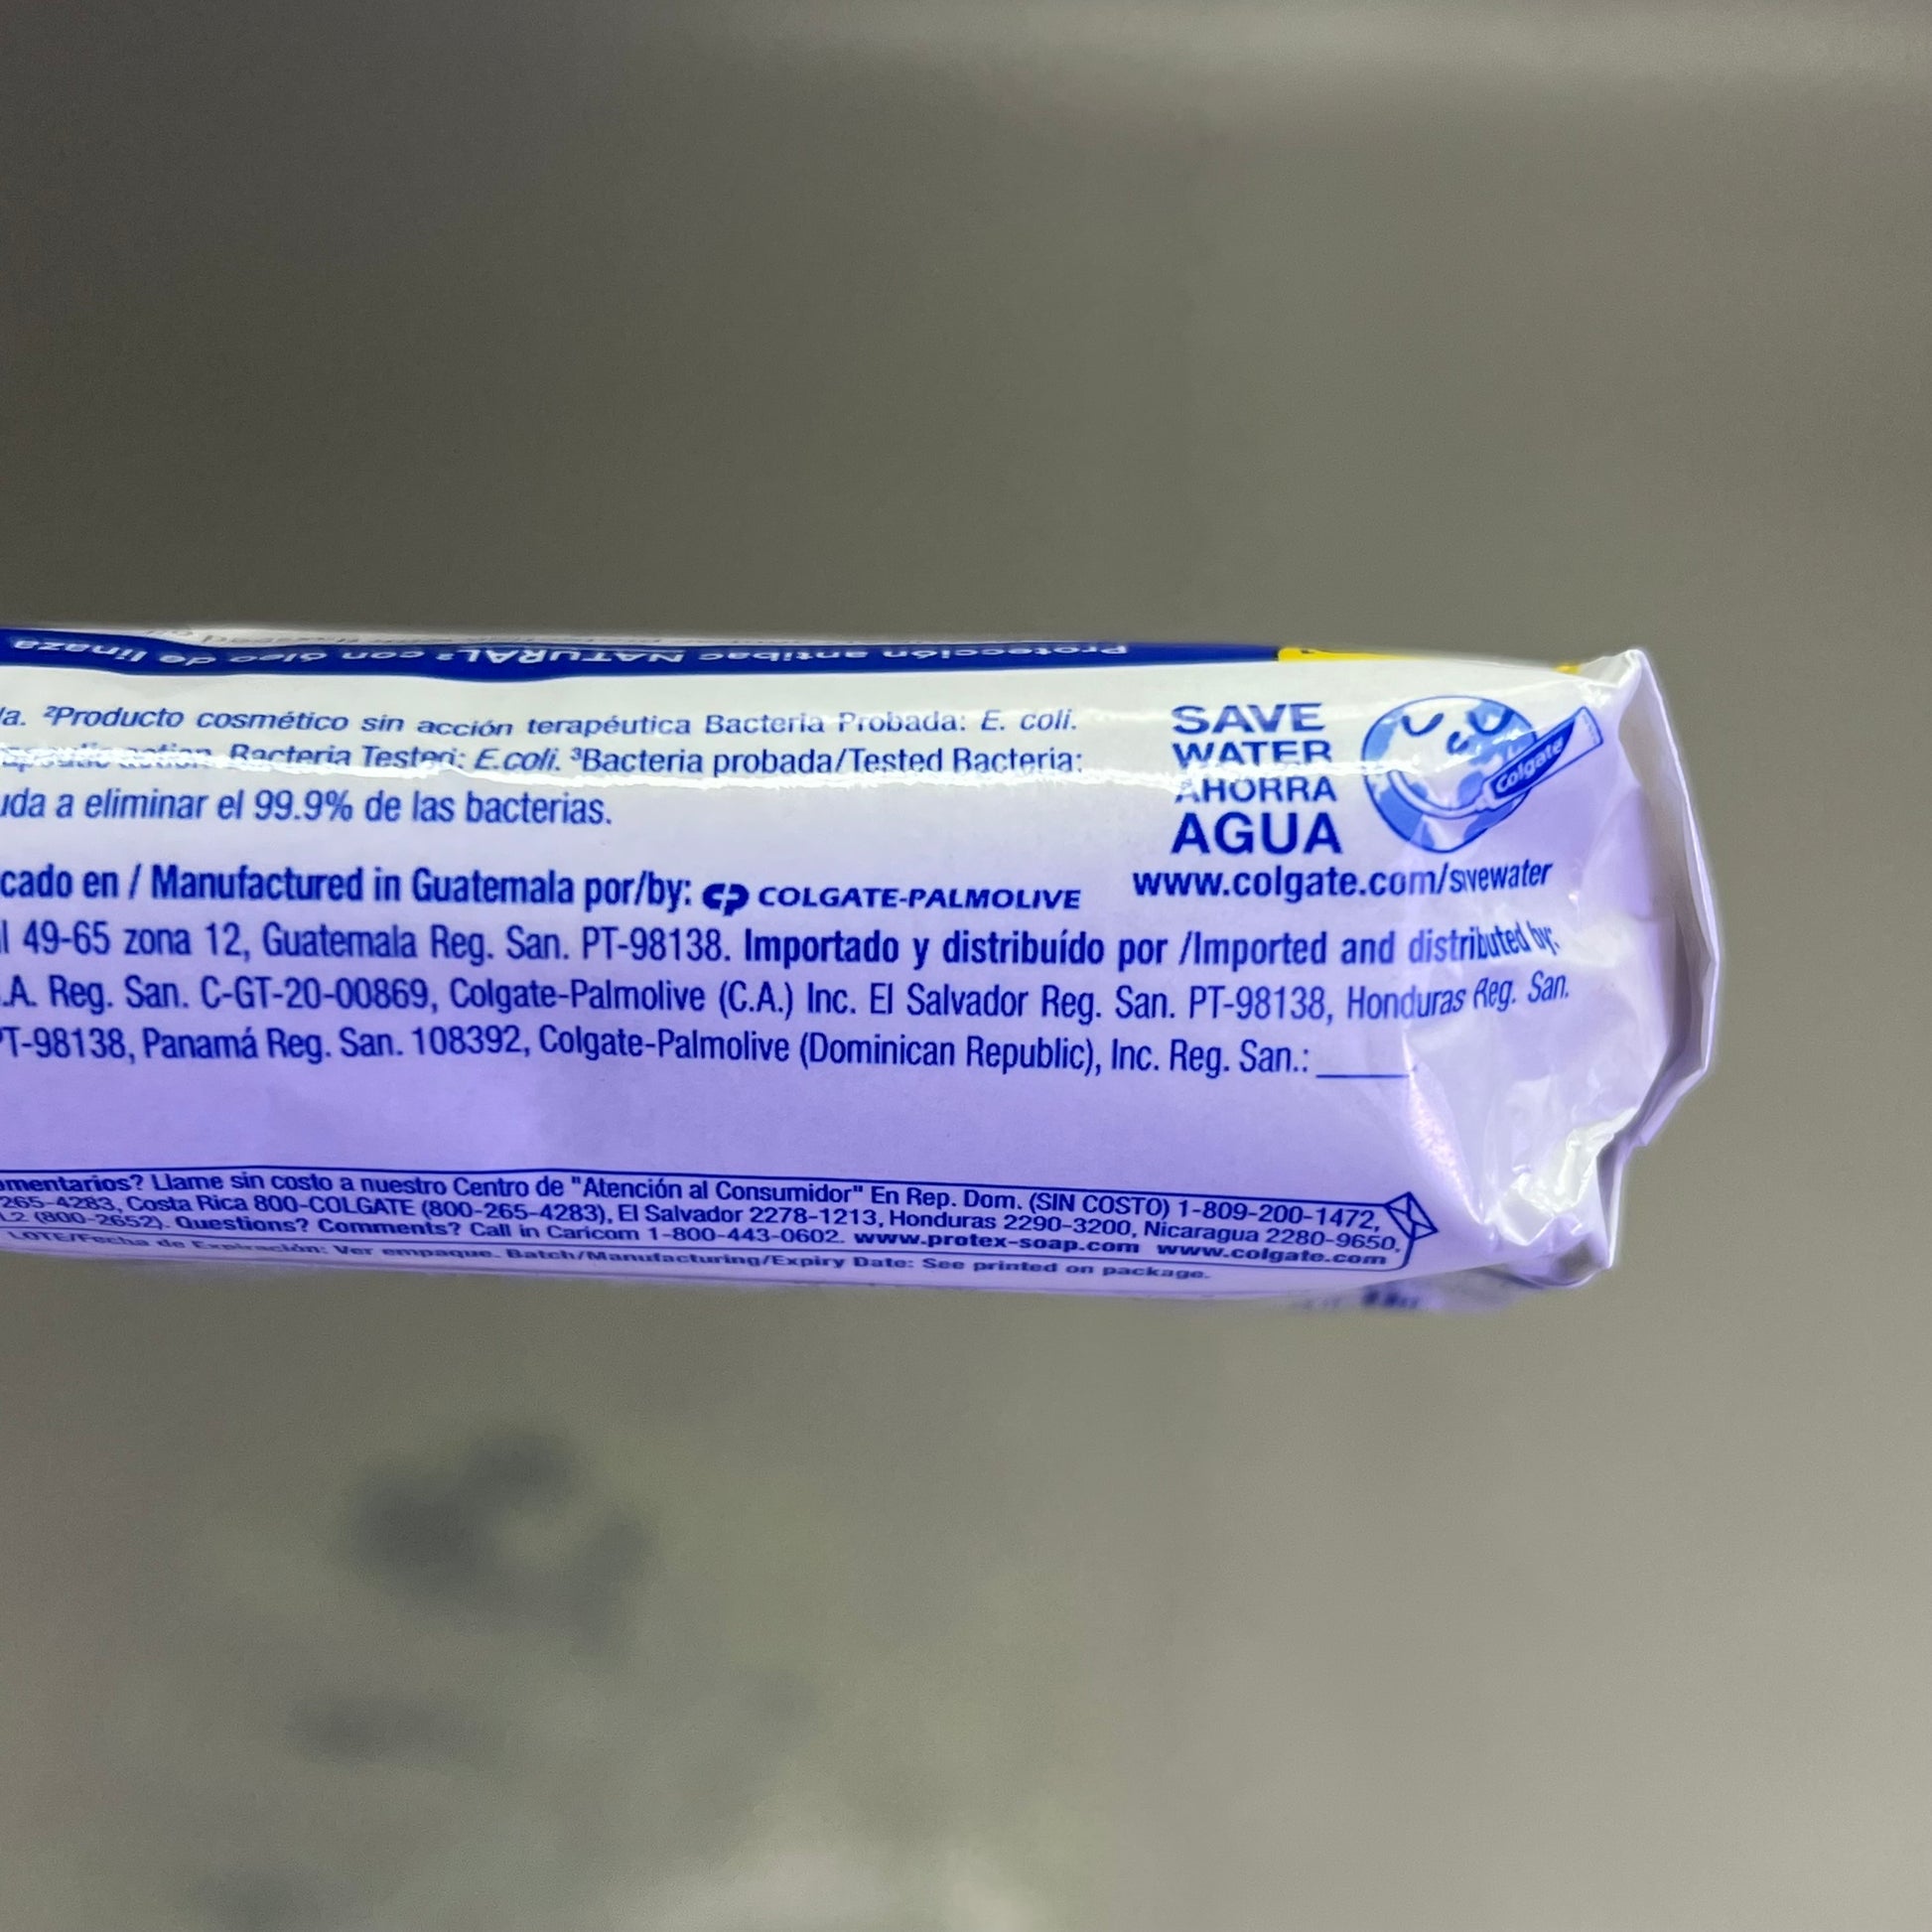 Protección antibac NATURAL² con óleo de linaza
la. ²Producto cosmético sin acción terapéutica Bacteria Probada: E. coli.
action. Bacteria Tested: E.coli. ³Bacteria probada/Tested Bacteria:
uda a eliminar el 99.9% de las bacterias.
SAVE
WATER
AHORRA
AGUA
Colgate
www.colgate.com/savewater
cado en / Manufactured in Guatemala por/by: CP COLGATE-PALMOLIVE
l 49-65 zona 12, Guatemala Reg. San. PT-98138. Importado y distribuído por /Imported and distributed by:
.A. Reg. San. C-GT-20-00869, Colgate-Palmolive (C.A.) Inc. El Salvador Reg. San. PT-98138, Honduras Reg. San.
PT-98138, Panamá Reg. San. 108392, Colgate-Palmolive (Dominican Republic), Inc. Reg. San.: _____.
omentarios? Llame sin costo a nuestro Centro de "Atención al Consumidor" En Rep. Dom. (SIN COSTO) 1-809-200-1472,
265-4283, Costa Rica 800-COLGATE (800-265-4283), El Salvador 2278-1213, Honduras 2290-3200, Nicaragua 2280-9650,
L2 (800-2652). Questions? Comments? Call in Caricom 1-800-443-0602. www.protex-soap.com www.colgate.com
LOTE/Fecha de Expiración: Ver empaque. Batch/Manufacturing/Expiry Date: See printed on package.